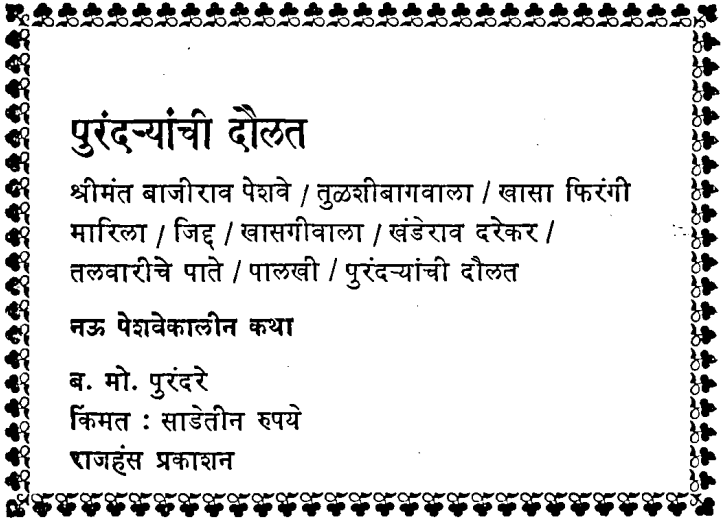 पुरंदऱ्यांची दौलत
श्रीमंत बाजीराव पेशवे / तुळशीबागवाला / खासा फिरंगी
मारिला / जिद्द / खासगीवाला / खंडेराव दरेकर /
तलवारीचे पाते / पालखी / पुरंदऱ्यांची दौलत
नऊ पेशवेकालीन कथा
ब. मो. पुरंदरे
किंमत : साडेतीन रुपये
राजहंस प्रकाशन